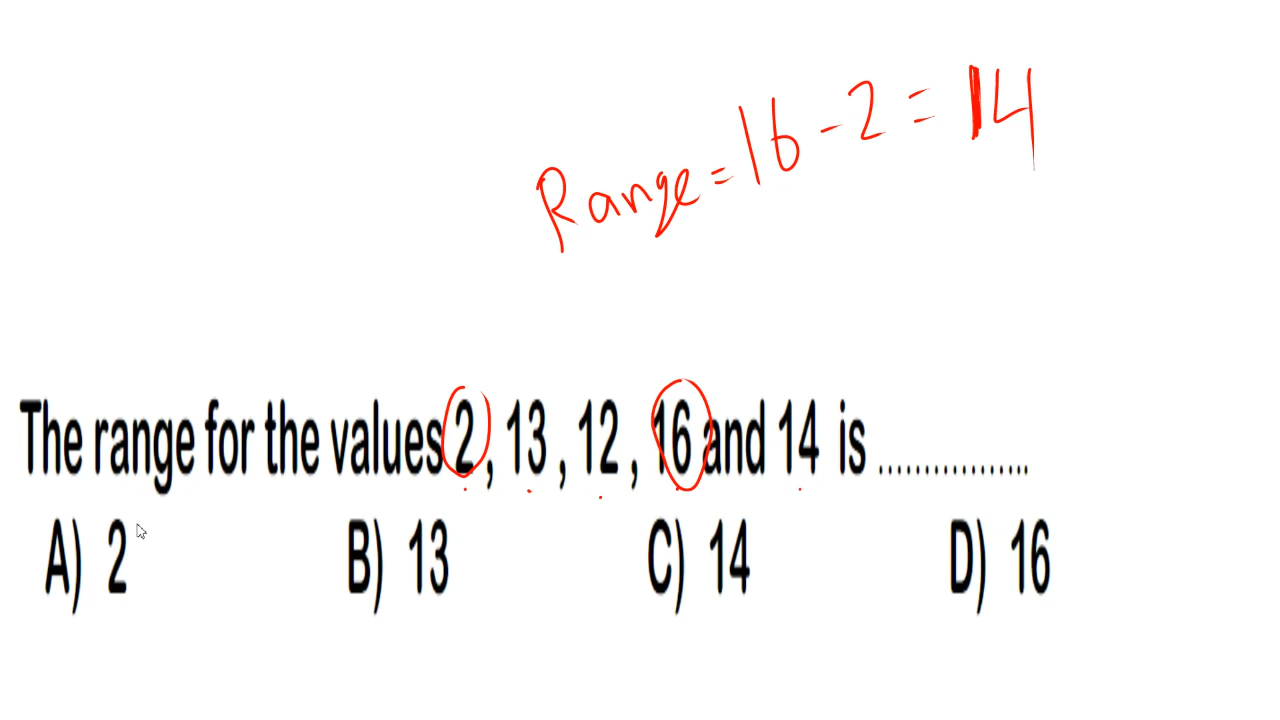 Range = 16 - 2 = 14
The range for the values 2 , 13 , 12 , 16 and 14 is .................
A) 2 B) 13 C) 14 D) 16